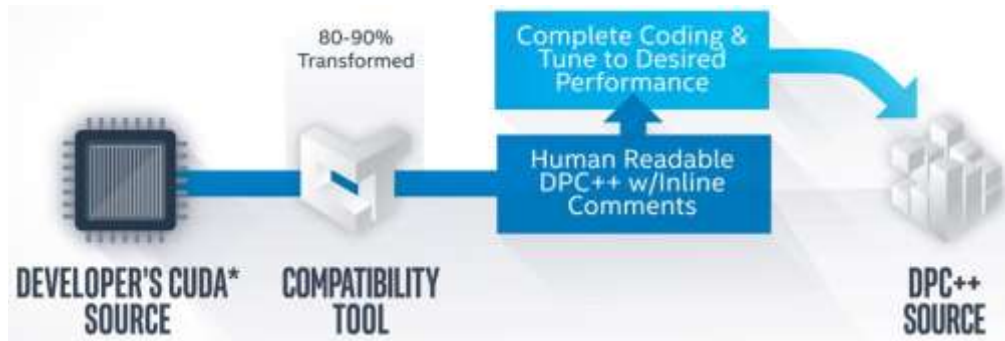 80-90%
Transformed
Complete Coding &
Tune to Desired
Performance
Human Readable
DPC++ w/Inline
Comments
DEVELOPER'S CUDA*
SOURCE
COMPATIBILITY
TOOL
DPC++
SOURCE